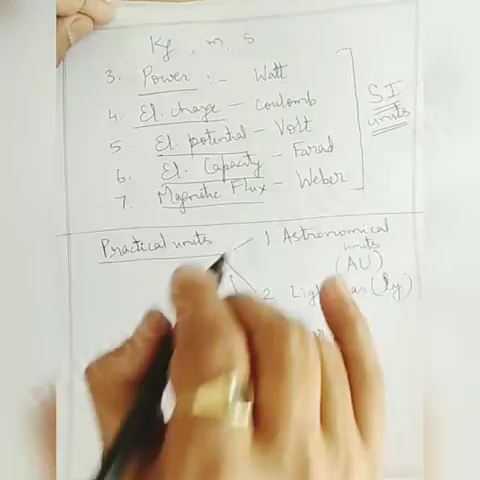 Kg, m, s
3. Power :- Watt
4. El. charge - Coulomb
5. El. potential - Volt
6. El. Capacity - Farad
7. Magnetic Flux - Weber
SI
units
Practical units
1. Astronomical
units
(AU)
2 (ly)